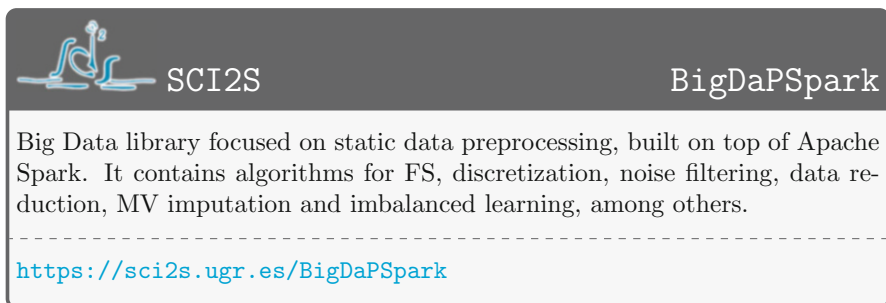 SCI2S BigDaPSpark
Big Data library focused on static data preprocessing, built on top of Apache
Spark. It contains algorithms for FS, discretization, noise filtering, data re-
duction, MV imputation and imbalanced learning, among others.
https://sci2s.ugr.es/BigDaPSpark